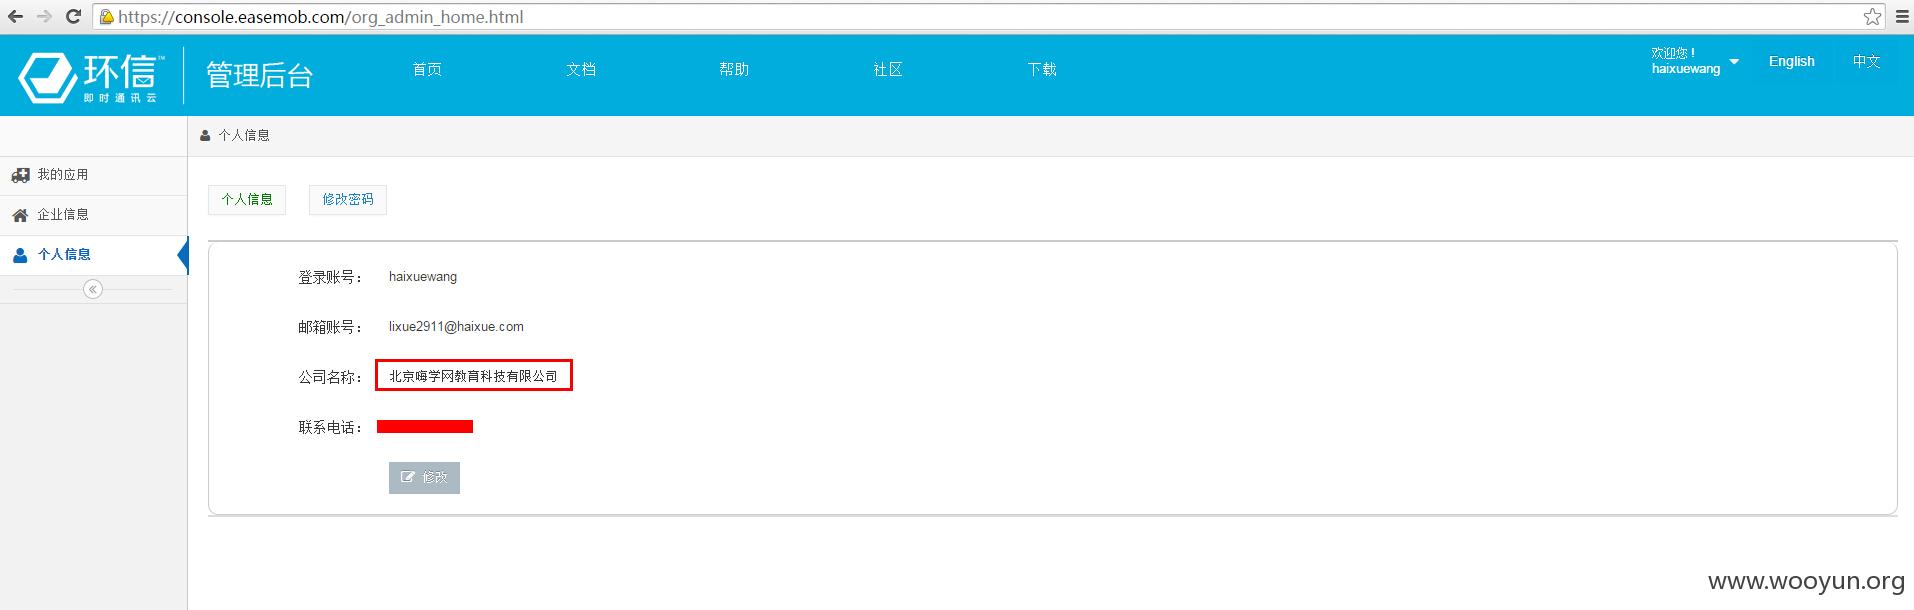 https://console.easemob.com/org_admin_home.html
环信™
即时通讯云
管理后台
首页
文档
帮助
社区
下载
欢迎您！
haixuewang
English
中文
个人信息
我的应用
企业信息
个人信息
个人信息
修改密码
登录账号：
haixuewang
邮箱账号：
lixue2911@haixue.com
公司名称：
北京嗨学网教育科技有限公司
联系电话：
修改
www.wooyun.org